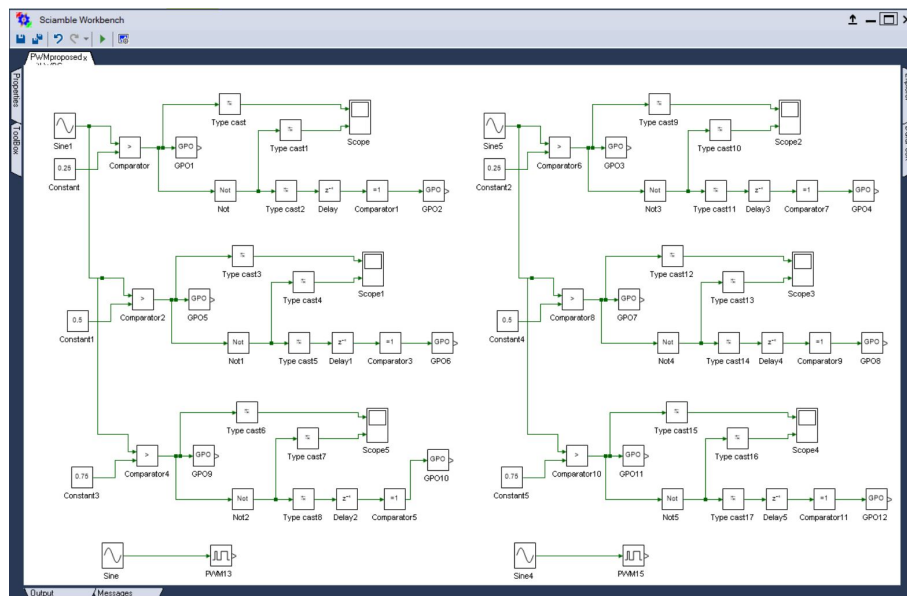 Sciamble Workbench
PWMproposed x
Properties
ToolBox
Sine1
0.25
Constant
>
Comparator
≈
Type cast
≈
Type cast1
Scope
GPO
GPO1
Not
Not
≈
Type cast2
z⁻¹
Delay
=1
Comparator1
GPO
GPO2
0.5
Constant1
>
Comparator2
≈
Type cast3
≈
Type cast4
Scope1
GPO
GPO5
Not
Not1
≈
Type cast5
z⁻¹
Delay1
=1
Comparator3
GPO
GPO6
0.75
Constant3
>
Comparator4
≈
Type cast6
≈
Type cast7
Scope5
GPO
GPO9
Not
Not2
≈
Type cast8
z⁻¹
Delay2
=1
Comparator5
GPO
GPO10
Sine
PWM13
Sine5
0.25
Constant2
>
Comparator6
≈
Type cast9
≈
Type cast10
Scope2
GPO
GPO3
Not
Not3
≈
Type cast11
z⁻¹
Delay3
=1
Comparator7
GPO
GPO4
0.5
Constant4
>
Comparator8
≈
Type cast12
≈
Type cast13
Scope3
GPO
GPO7
Not
Not4
≈
Type cast14
z⁻¹
Delay4
=1
Comparator9
GPO
GPO8
0.75
Constant5
>
Comparator10
≈
Type cast15
≈
Type cast16
Scope4
GPO
GPO11
Not
Not5
≈
Type cast17
z⁻¹
Delay5
=1
Comparator11
GPO
GPO12
Sine4
PWM15
Output
Messages